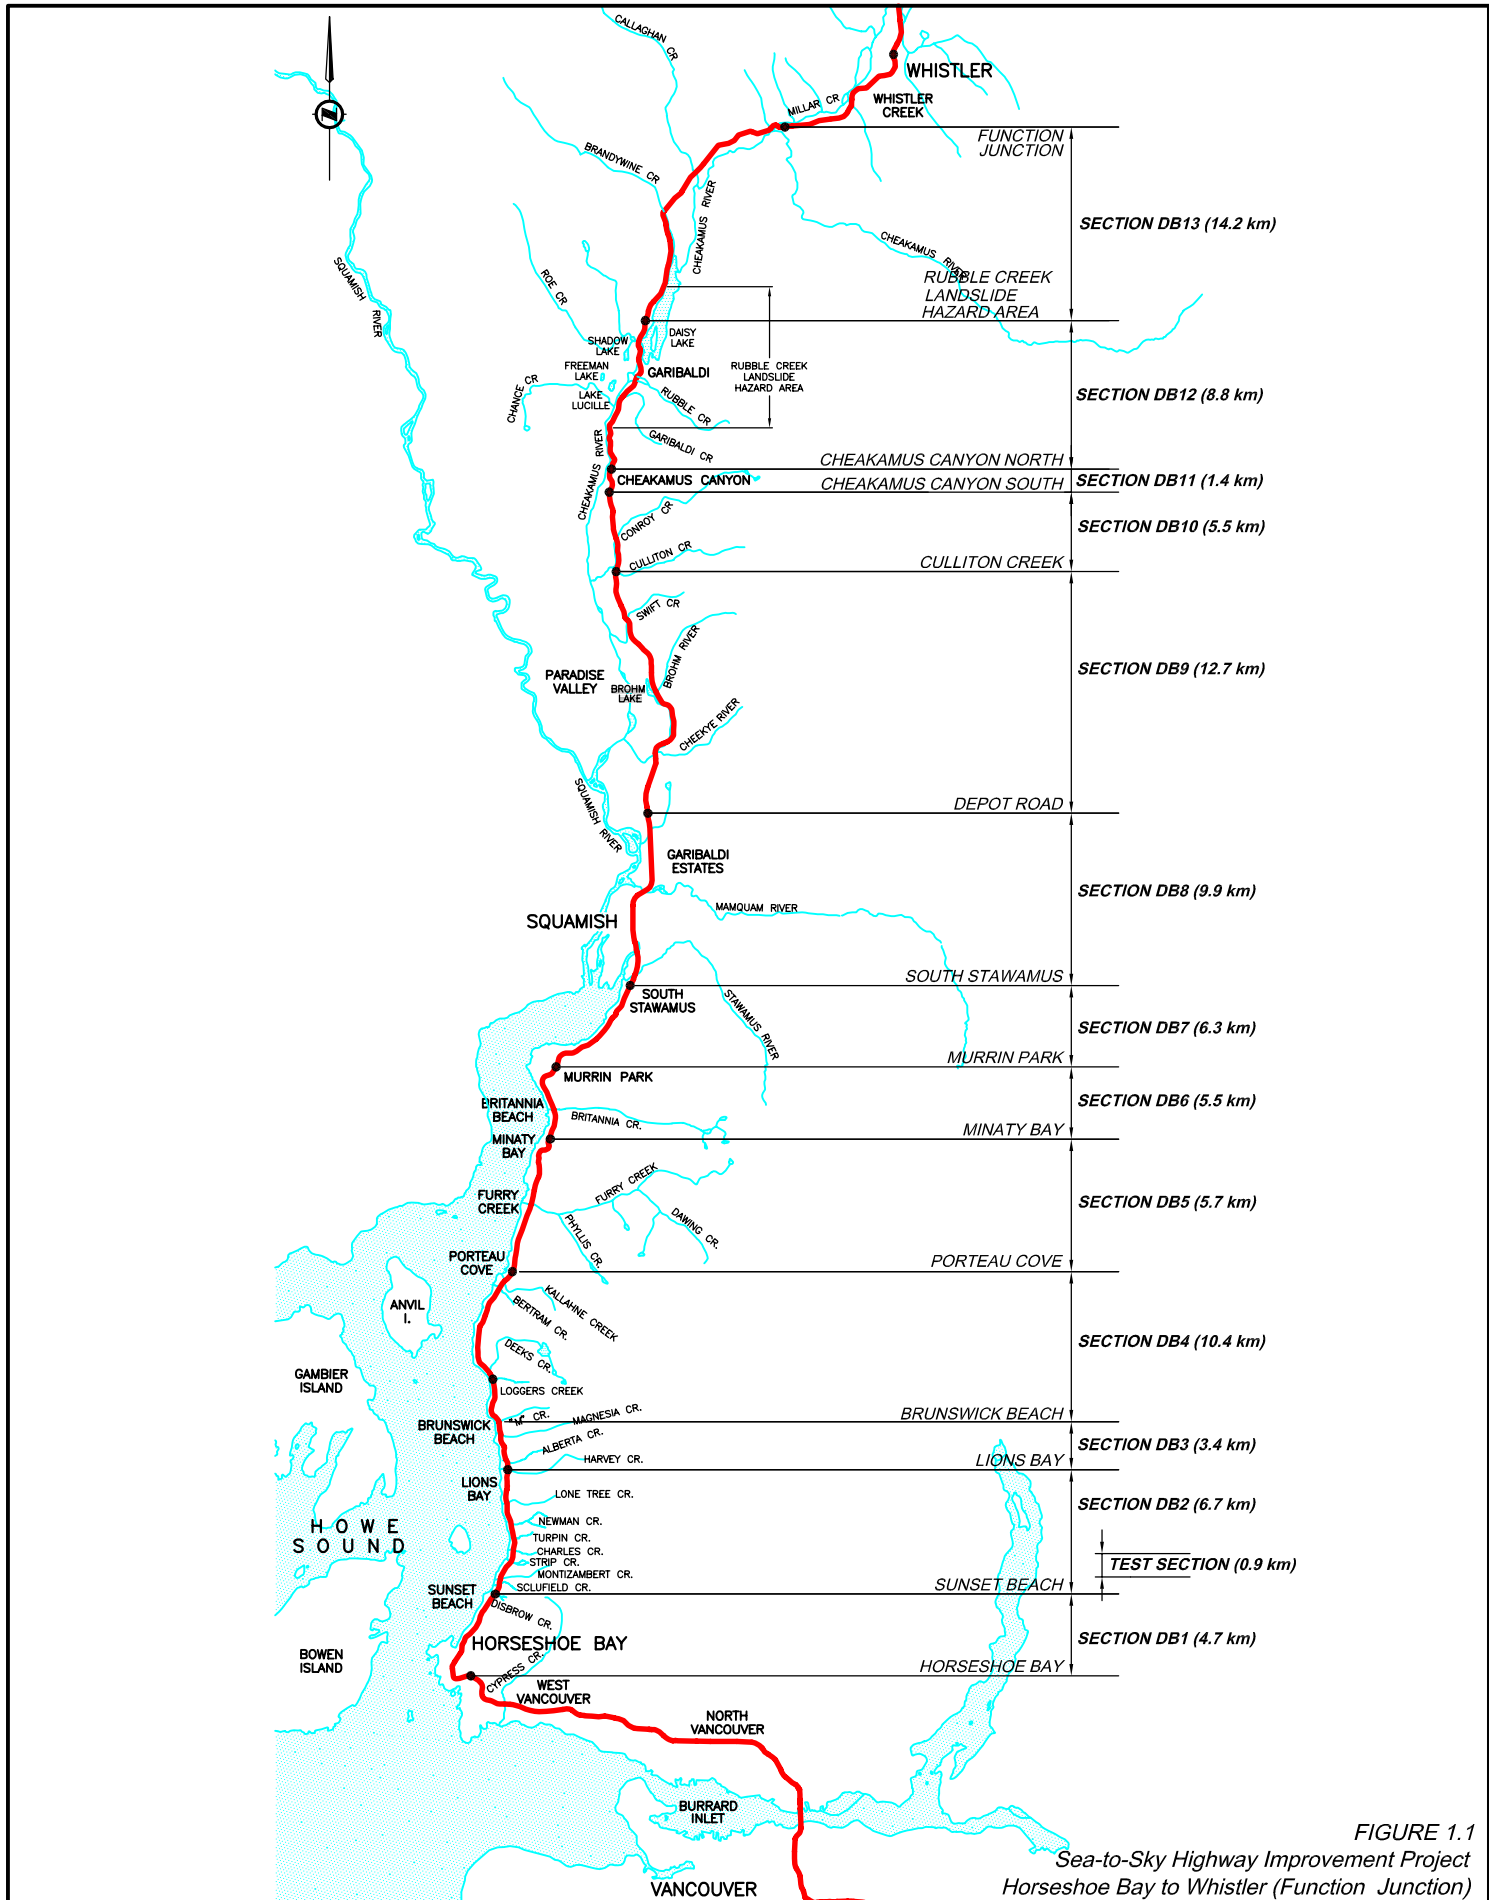 CALLAGHAN CR
WHISTLER
MILLAR CR
WHISTLER
CREEK
FUNCTION
JUNCTION
BRANDYWINE CR
CHEAKAMUS RIVER
SECTION DB13 (14.2 km)
CHEAKAMUS RIVER
SQUAMISH RIVER
ROE CR
RUBBLE CREEK
LANDSLIDE
HAZARD AREA
SHADOW
LAKE
DAISY
LAKE
FREEMAN
LAKE
GARIBALDI
RUBBLE CREEK
LANDSLIDE
HAZARD AREA
CHANCE CR
LAKE
LUCILLE
RUBBLE CR
SECTION DB12 (8.8 km)
GARIBALDI CR
CHEAKAMUS RIVER
CHEAKAMUS CANYON NORTH
CHEAKAMUS CANYON
CHEAKAMUS CANYON SOUTH
SECTION DB11 (1.4 km)
CONROY CR
SECTION DB10 (5.5 km)
CULLITON CR
CULLITON CREEK
SWIFT CR
BROHM RIVER
PARADISE
VALLEY
BROHM
LAKE
SECTION DB9 (12.7 km)
CHEEKYE RIVER
SQUAMISH RIVER
DEPOT ROAD
GARIBALDI
ESTATES
SECTION DB8 (9.9 km)
MAMQUAM RIVER
SQUAMISH
SOUTH STAWAMUS
SOUTH
STAWAMUS
STAWAMUS RIVER
SECTION DB7 (6.3 km)
MURRIN PARK
MURRIN PARK
BRITANNIA
BEACH
BRITANNIA CR.
SECTION DB6 (5.5 km)
MINATY
BAY
MINATY BAY
FURRY
CREEK
FURRY CREEK
PHYLLIS CR.
DAWING CR.
SECTION DB5 (5.7 km)
PORTEAU
COVE
PORTEAU COVE
ANVIL
I.
KALLAHNE CREEK
BERTRAM CR.
DEEKS CR.
SECTION DB4 (10.4 km)
GAMBIER
ISLAND
LOGGERS CREEK
"M" CR.
MAGNESIA CR.
BRUNSWICK BEACH
BRUNSWICK
BEACH
ALBERTA CR.
HARVEY CR.
SECTION DB3 (3.4 km)
LIONS BAY
LIONS
BAY
LONE TREE CR.
SECTION DB2 (6.7 km)
HOWE
SOUND
NEWMAN CR.
TURPIN CR.
CHARLES CR.
STRIP CR.
MONTIZAMBERT CR.
SCLUFIELD CR.
TEST SECTION (0.9 km)
SUNSET BEACH
SUNSET
BEACH
DISBROW CR.
HORSESHOE BAY
SECTION DB1 (4.7 km)
BOWEN
ISLAND
CYPRESS CR.
HORSESHOE BAY
WEST
VANCOUVER
NORTH
VANCOUVER
BURRARD
INLET
VANCOUVER
FIGURE 1.1
Sea-to-Sky Highway Improvement Project
Horseshoe Bay to Whistler (Function Junction)